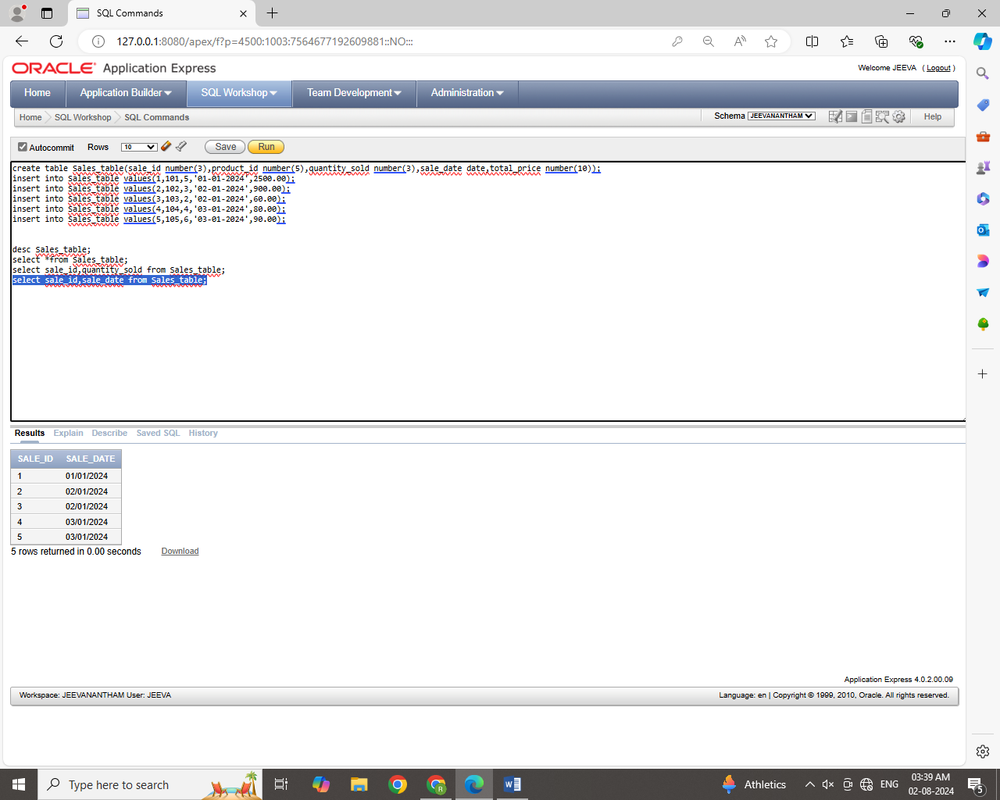 SQL Commands
127.0.0.1:8080/apex/f?p=4500:1003:7564677192609881::NO:::
ORACLE Application Express
Welcome JEEVA ( Logout )
Home Application Builder SQL Workshop Team Development Administration
Home SQL Workshop SQL Commands Schema JEEVANANTHAM Help
Autocommit Rows 10 Save Run
create table Sales_table(sale_id number(3),product_id number(5),quantity_sold number(3),sale_date date,total_price number(10));
insert into Sales_table values(1,101,5,'01-01-2024',2500.00);
insert into Sales_table values(2,102,3,'02-01-2024',900.00);
insert into Sales_table values(3,103,2,'02-01-2024',60.00);
insert into Sales_table values(4,104,4,'03-01-2024',80.00);
insert into Sales_table values(5,105,6,'03-01-2024',90.00);
desc Sales_table;
select *from Sales_table;
select sale_id,quantity_sold from Sales_table;
select sale_id,sale_date from Sales_table;
Results Explain Describe Saved SQL History
SALE_ID SALE_DATE
1 01/01/2024
2 02/01/2024
3 02/01/2024
4 03/01/2024
5 03/01/2024
5 rows returned in 0.00 seconds Download
Application Express 4.0.2.00.09
Workspace: JEEVANANTHAM User: JEEVA Language: en | Copyright © 1999, 2010, Oracle. All rights reserved.
Type here to search Athletics ENG 03:39 AM
02-08-2024 5